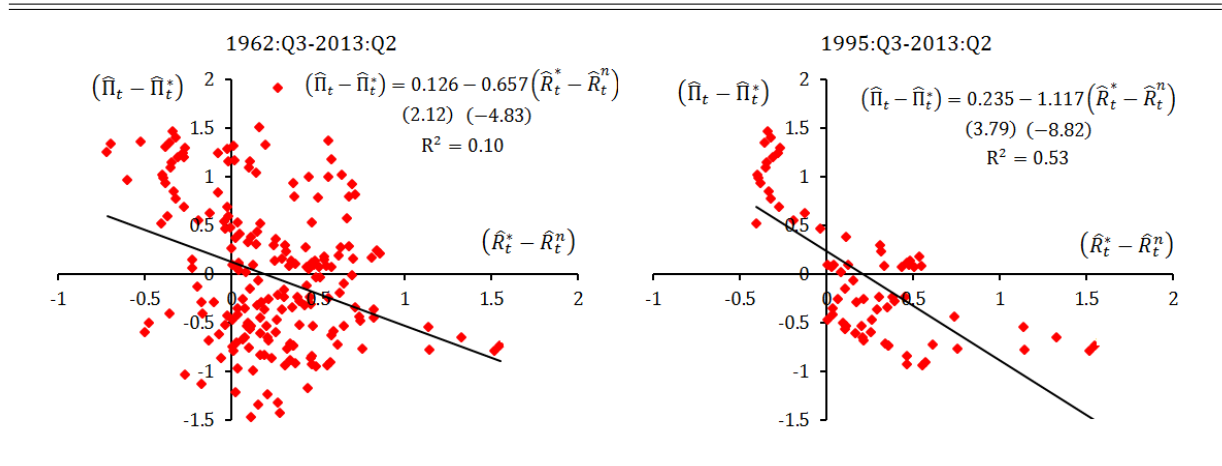 1962:Q3-2013:Q2
(Π̂ₜ − Π̂ₜ*)
(Π̂ₜ − Π̂ₜ*) = 0.126 − 0.657(R̂ₜ* − R̂ₜⁿ)
(2.12) (−4.83)
R² = 0.10
2
1.5
1
0.5
(R̂ₜ* − R̂ₜⁿ)
0
-1 -0.5 0 0.5 1 1.5 2
-0.5
-1
-1.5
1995:Q3-2013:Q2
(Π̂ₜ − Π̂ₜ*)
(Π̂ₜ − Π̂ₜ*) = 0.235 − 1.117(R̂ₜ* − R̂ₜⁿ)
(3.79) (−8.82)
R² = 0.53
2
1.5
1
0.5
(R̂ₜ* − R̂ₜⁿ)
0
-1 -0.5 0 0.5 1 1.5 2
-0.5
-1
-1.5